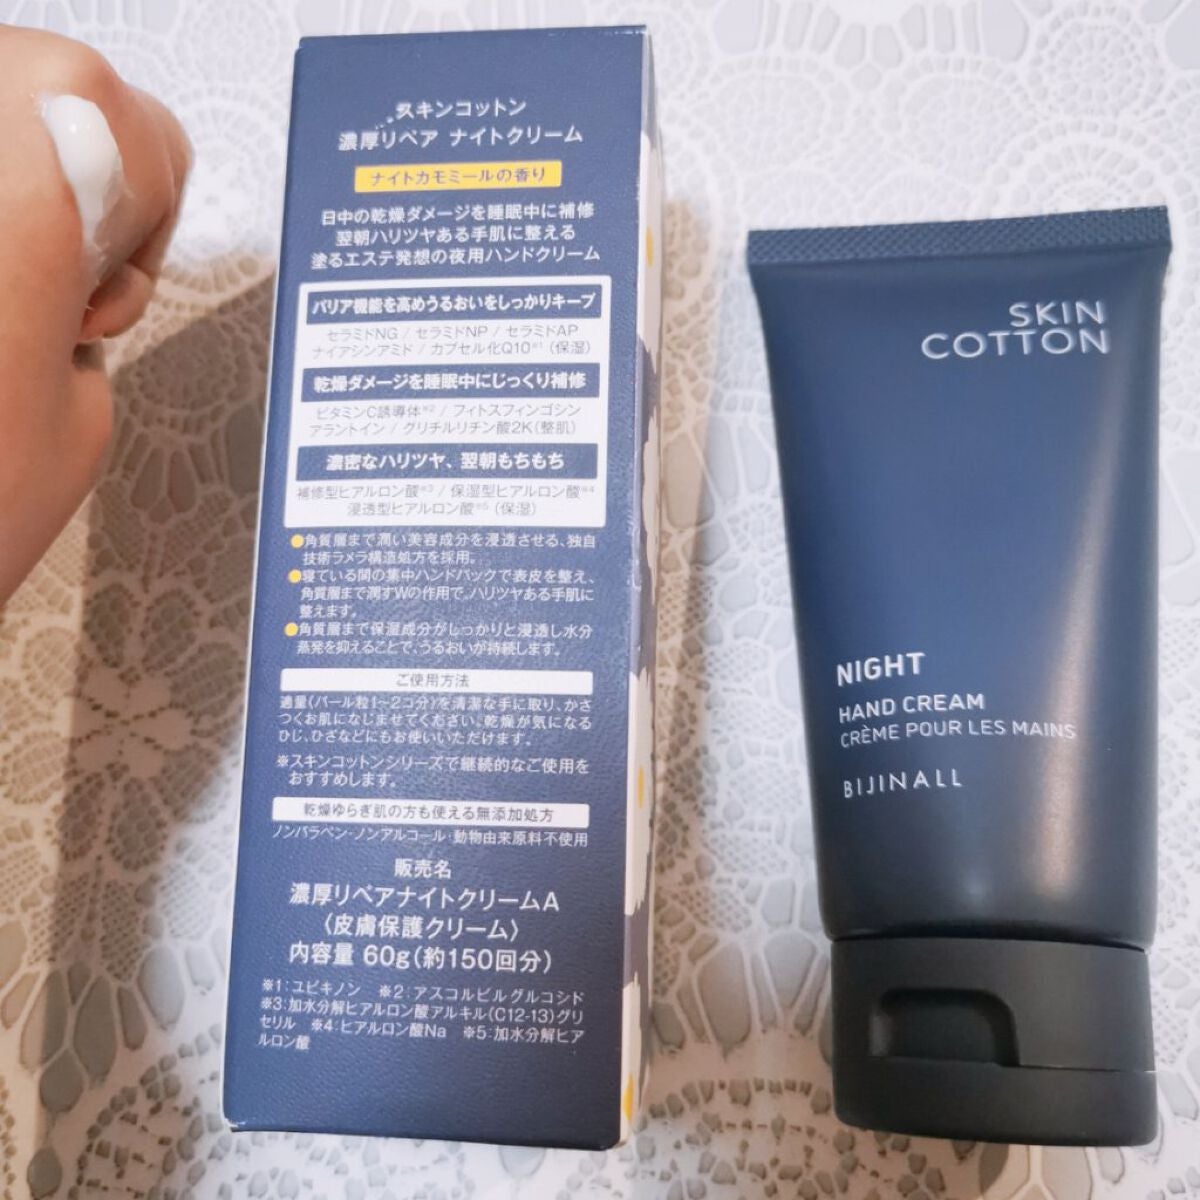 スキンコットン
濃厚リペア ナイトクリーム
ナイトカモミールの香り
日中の乾燥ダメージを睡眠中に補修
翌朝ハリツヤある手肌に整える
塗るエステ発想の夜用ハンドクリーム
バリア機能を高めうるおいをしっかりキープ
セラミドNG / セラミドNP / セラミドAP
ナイアシンアミド / カプセル化Q10※1（保湿）
乾燥ダメージを睡眠中にじっくり補修
ビタミンC誘導体※2 / フィトスフィンゴシン
アラントイン / グリチルリチン酸2K（整肌）
濃密なハリツヤ、翌朝もちもち
補修型ヒアルロン酸※3 / 保湿型ヒアルロン酸※4
浸透型ヒアルロン酸※5（保湿）
●角質層まで潤い美容成分を浸透させる、独自
技術ラメラ構造処方を採用。
●寝ている間の集中ハンドパックで表皮を整え、
角質層まで潤すWの作用で、ハリツヤある手肌に
整えます。
●角質層まで保湿成分がしっかりと浸透し水分
蒸発を抑えることで、うるおいが持続します。
ご使用方法
適量（パール粒1〜2コ分）を清潔な手に取り、かさ
つくお肌になじませてください。乾燥が気になる
ひじ、ひざなどにもお使いいただけます。
※スキンコットンシリーズで継続的なご使用を
おすすめします。
乾燥ゆらぎ肌の方も使える無添加処方
ノンパラベン・ノンアルコール・動物由来原料不使用
販売名
濃厚リペアナイトクリームA
〈皮膚保護クリーム〉
内容量 60g（約150回分）
※1：ユビキノン ※2：アスコルビルグルコシド
※3：加水分解ヒアルロン酸アルキル（C12-13）グリ
セリル ※4：ヒアルロン酸Na ※5：加水分解ヒア
ルロン酸
SKIN
COTTON
NIGHT
HAND CREAM
CRÈME POUR LES MAINS
BIJINALL